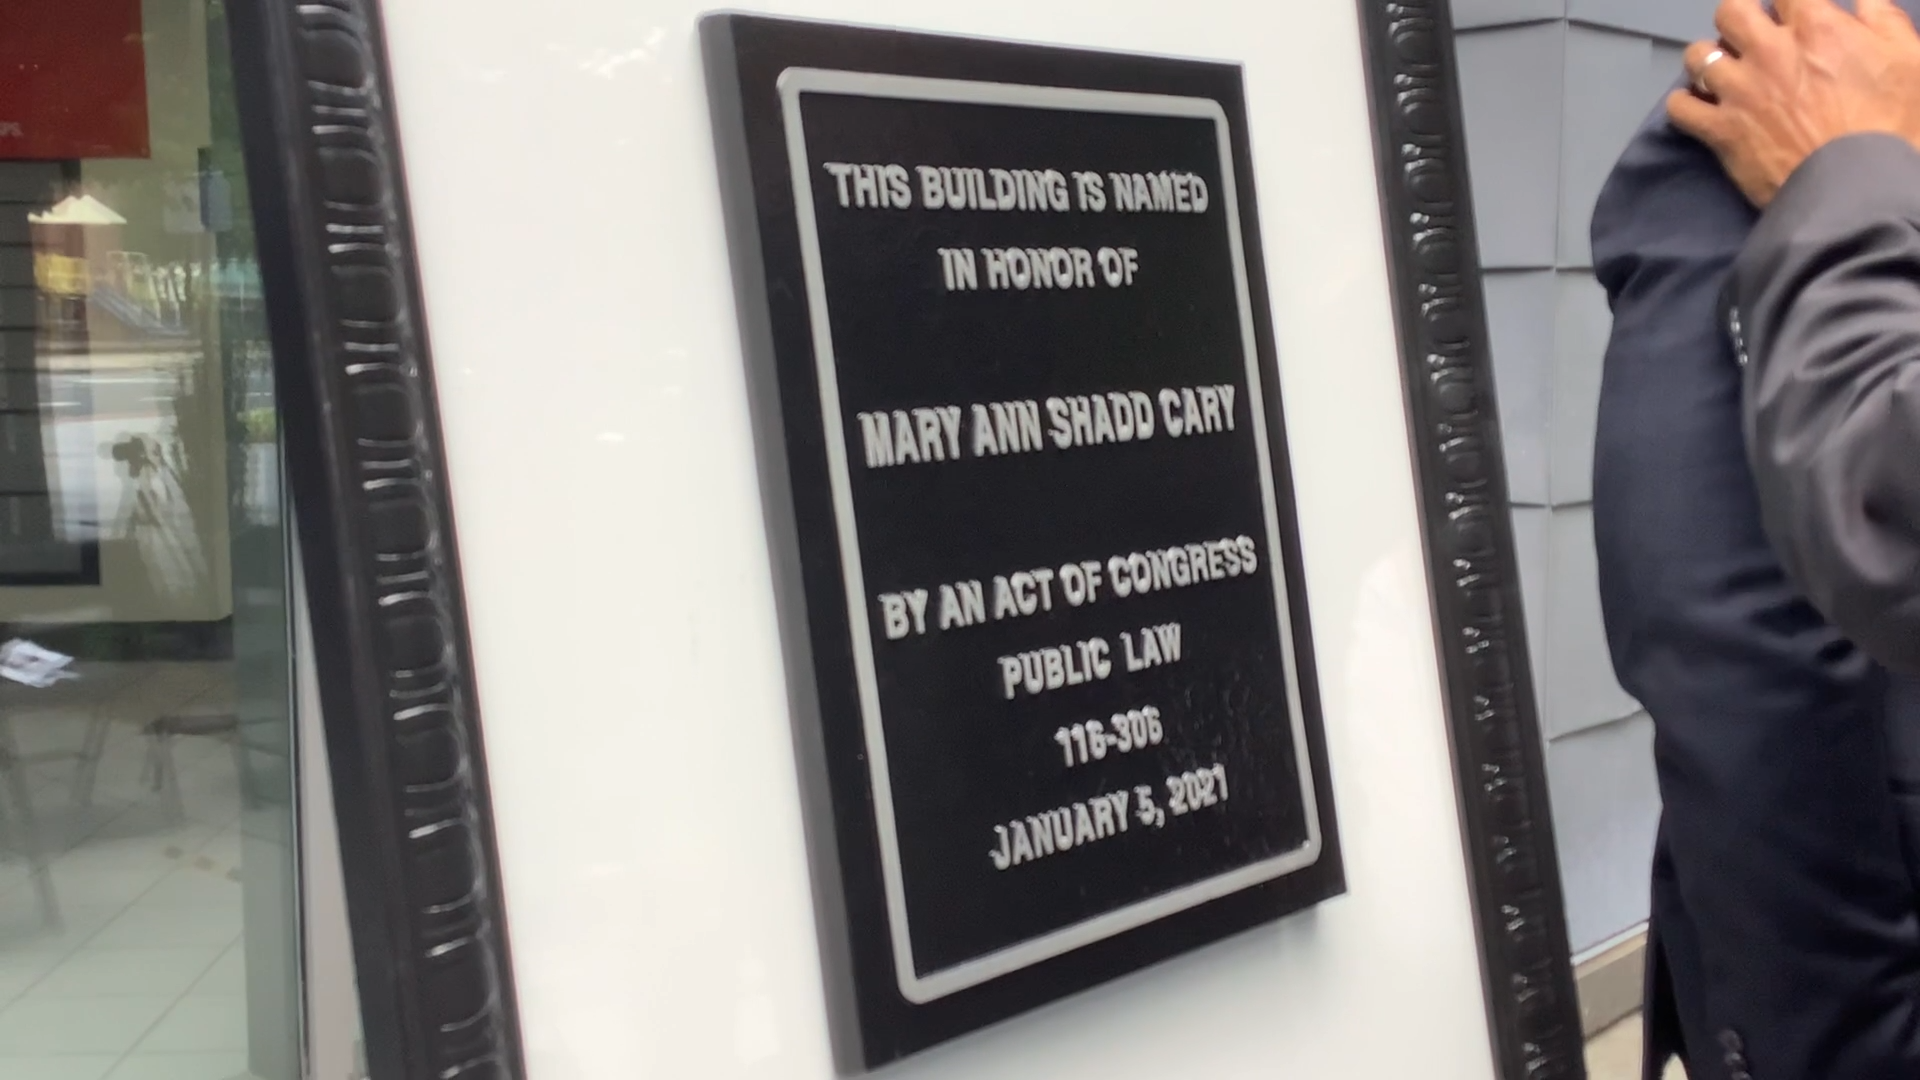 THIS BUILDING IS NAMED
IN HONOR OF
MARY ANN SHADD CARY
BY AN ACT OF CONGRESS
PUBLIC LAW
116-306
JANUARY 5, 2021